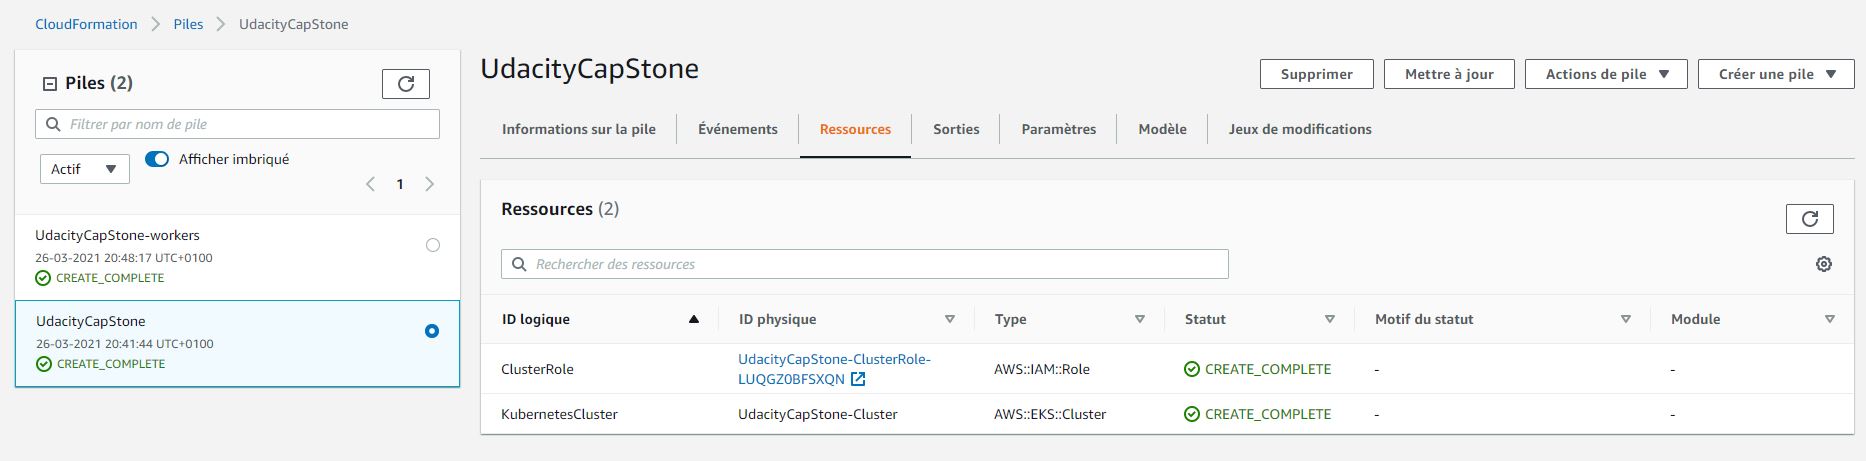 CloudFormation > Piles > UdacityCapStone
Piles (2)
Filtrer par nom de pile
Actif
Afficher imbriqué
1
UdacityCapStone-workers
26-03-2021 20:48:17 UTC+0100
CREATE_COMPLETE
UdacityCapStone
26-03-2021 20:41:44 UTC+0100
CREATE_COMPLETE
UdacityCapStone
Supprimer Mettre à jour Actions de pile Créer une pile
Informations sur la pile Événements Ressources Sorties Paramètres Modèle Jeux de modifications
Ressources (2)
Rechercher des ressources
ID logique ID physique Type Statut Motif du statut Module
ClusterRole UdacityCapStone-ClusterRole-
LUQGZ0BFSXQN AWS::IAM::Role CREATE_COMPLETE - -
KubernetesCluster UdacityCapStone-Cluster AWS::EKS::Cluster CREATE_COMPLETE - -